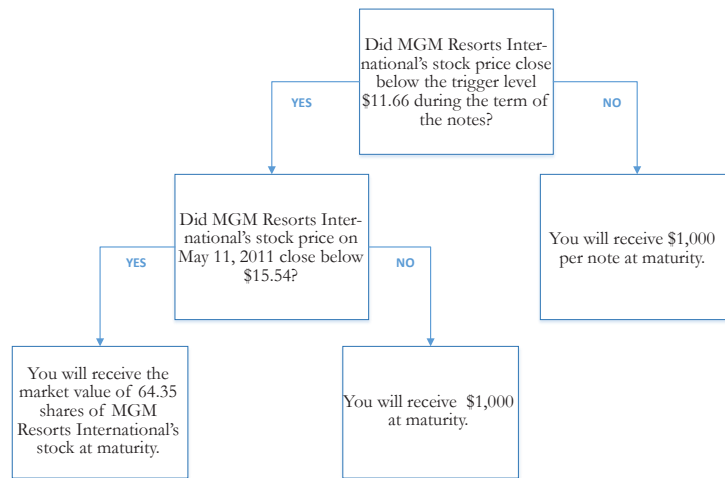 Did MGM Resorts Inter-
national's stock price close
below the trigger level
$11.66 during the term of
the notes?
YES
NO
Did MGM Resorts Inter-
national's stock price on
May 11, 2011 close below
$15.54?
You will receive $1,000
per note at maturity.
YES
NO
You will receive the
market value of 64.35
shares of MGM
Resorts International's
stock at maturity.
You will receive $1,000
at maturity.